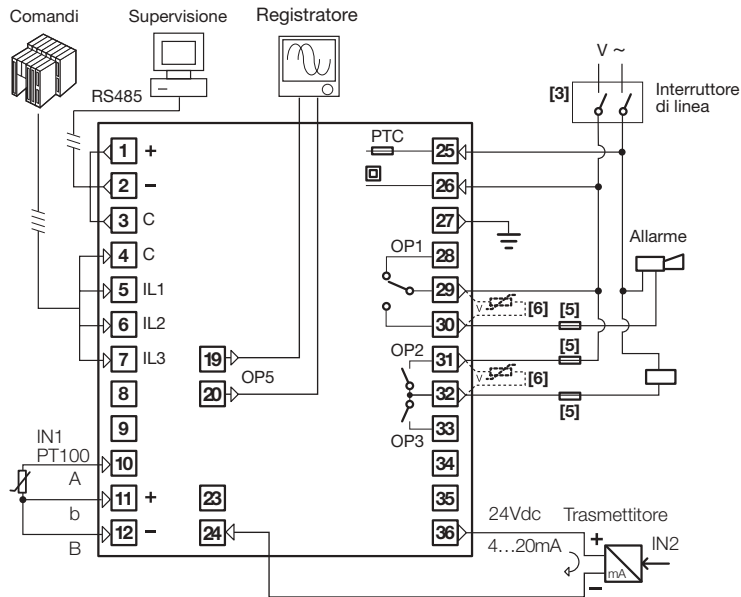 Comandi
Supervisione
Registratore
RS485
V ~
[3]
Interruttore
di linea
PTC
1 +
2 –
3 C
4 C
5 IL1
6 IL2
7 IL3
8
9
10
11 +
12 –
IN1
PT100
A
b
B
19
20
OP5
23
24
25
26
27
28
29
30
31
32
33
34
35
36
OP1
OP2
OP3
V
[6]
[5]
[5]
V
[6]
[5]
Allarme
24Vdc
4...20mA
Trasmettitore
+
IN2
mA
–